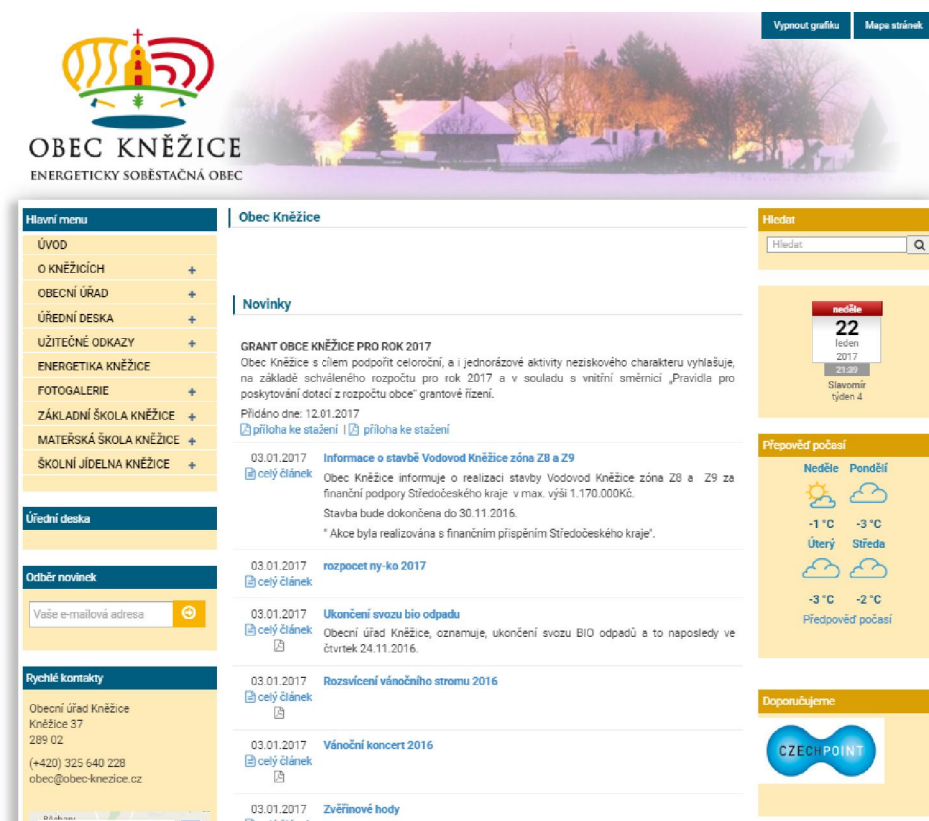 Vypnout grafiku
Mapa stránek
OBEC KNĚŽICE
ENERGETICKY SOBĚSTAČNÁ OBEC
Hlavní menu
ÚVOD
O KNĚŽICÍCH +
OBECNÍ ÚŘAD +
ÚŘEDNÍ DESKA +
UŽITEČNÉ ODKAZY +
ENERGETIKA KNĚŽICE
FOTOGALERIE +
ZÁKLADNÍ ŠKOLA KNĚŽICE +
MATEŘSKÁ ŠKOLA KNĚŽICE +
ŠKOLNÍ JÍDELNA KNĚŽICE +
Úřední deska
Odběr novinek
Vaše e-mailová adresa
Rychlé kontakty
Obecní úřad Kněžice
Kněžice 37
289 02
(+420) 325 640 228
obec@obec-knezice.cz
Obec Kněžice
Novinky
GRANT OBCE KNĚŽICE PRO ROK 2017
Obec Kněžice s cílem podpořit celoroční, a i jednorázové aktivity neziskového charakteru vyhlašuje,
na základě schváleného rozpočtu pro rok 2017 a v souladu s vnitřní směrnicí „Pravidla pro
poskytování dotací z rozpočtu obce" grantové řízení.
Přidáno dne: 12.01.2017
příloha ke stažení | příloha ke stažení
03.01.2017 Informace o stavbě Vodovod Kněžice zóna Z8 a Z9
celý článek
Obec Kněžice informuje o realizaci stavby Vodovod Kněžice zóna Z8 a Z9 za
finanční podpory Středočeského kraje v max. výši 1.170.000Kč.
Stavba bude dokončena do 30.11.2016.
" Akce byla realizována s finančním přispěním Středočeského kraje".
03.01.2017 rozpocet ny-ko 2017
celý článek
03.01.2017 Ukončení svozu bio odpadu
celý článek
Obecní úřad Kněžice, oznamuje, ukončení svozu BIO odpadů a to naposledy ve
čtvrtek 24.11.2016.
03.01.2017 Rozsvícení vánočního stromu 2016
celý článek
03.01.2017 Vánoční koncert 2016
celý článek
03.01.2017 Zvěřinové hody
Hledat
Hledat
neděle
22
leden
2017
21:39
Slavomír
týden 4
Přepověď počasí
Neděle Pondělí
-1 °C -3 °C
Úterý Středa
-3 °C -2 °C
Předpověď počasí
Doporučujeme
CZECHPOINT